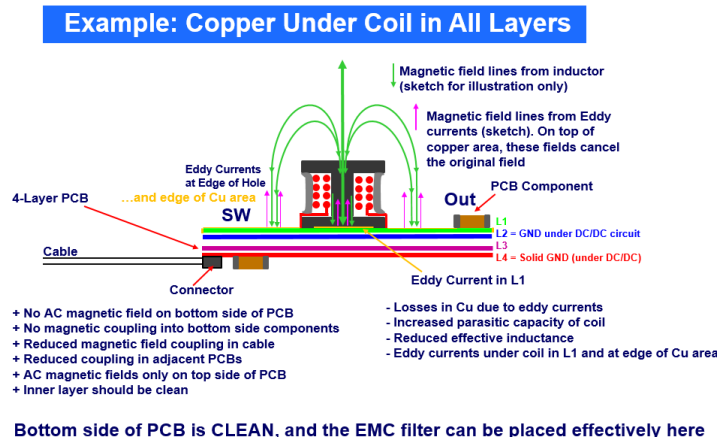 Example: Copper Under Coil in All Layers
Magnetic field lines from inductor
(sketch for illustration only)
Magnetic field lines from Eddy
currents (sketch). On top of
copper area, these fields cancel
the original field
Eddy Currents
at Edge of Hole
...and edge of Cu area
4-Layer PCB
SW
Out
PCB Component
L1
L2 = GND under DC/DC circuit
L3
L4 = Solid GND (under DC/DC)
Cable
Connector
Eddy Current in L1
+ No AC magnetic field on bottom side of PCB
+ No magnetic coupling into bottom side components
+ Reduced magnetic field coupling in cable
+ Reduced coupling in adjacent PCBs
+ AC magnetic fields only on top side of PCB
+ Inner layer should be clean
- Losses in Cu due to eddy currents
- Increased parasitic capacity of coil
- Reduced effective inductance
- Eddy currents under coil in L1 and at edge of Cu area
Bottom side of PCB is CLEAN, and the EMC filter can be placed effectively here